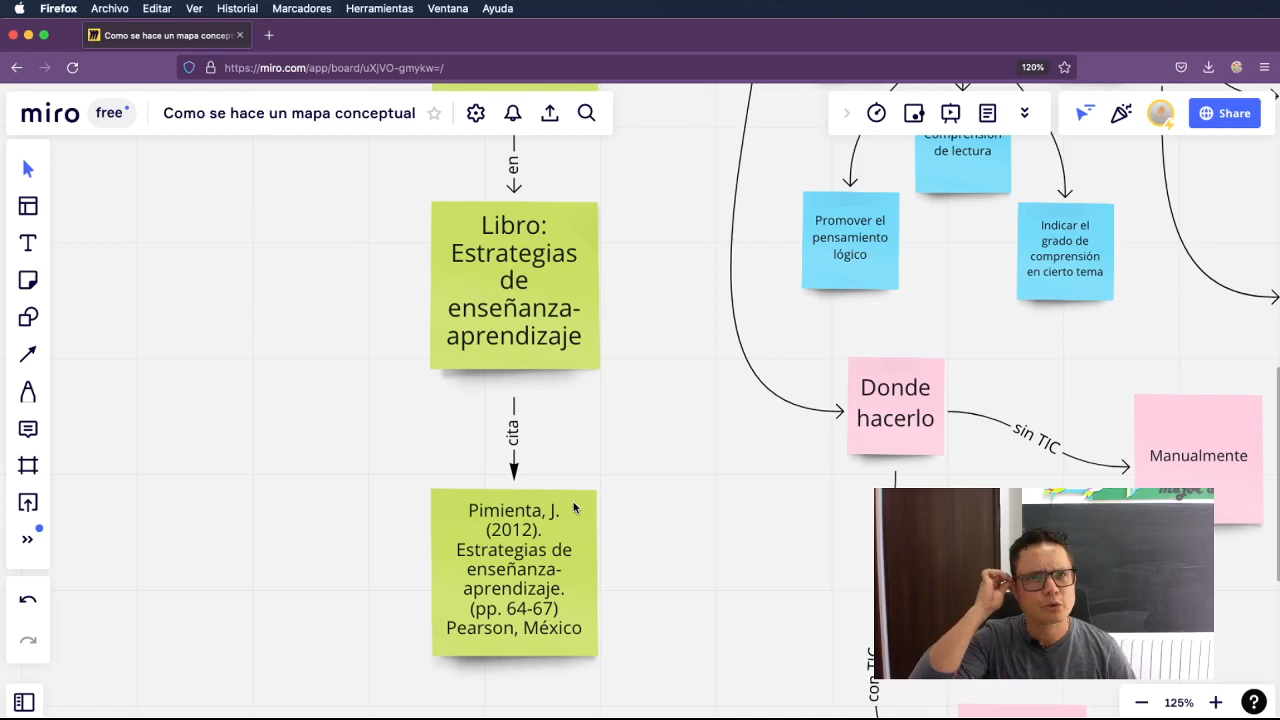 Firefox Archivo Editar Ver Historial Marcadores Herramientas Ventana Ayuda
Como se hace un mapa concept
https://miro.com/app/board/uXjVO-gmykw=/
120%
miro
free
Como se hace un mapa conceptual
Share
en
Libro:
Estrategias
de
enseñanza-
aprendizaje
cita
Pimienta, J.
(2012).
Estrategias de
enseñanza-
aprendizaje.
(pp. 64-67)
Pearson, México
Comprensión
de lectura
Promover el
pensamiento
lógico
Indicar el
grado de
comprensión
en cierto tema
Donde
hacerlo
sin TIC
Manualmente
con TIC
125%